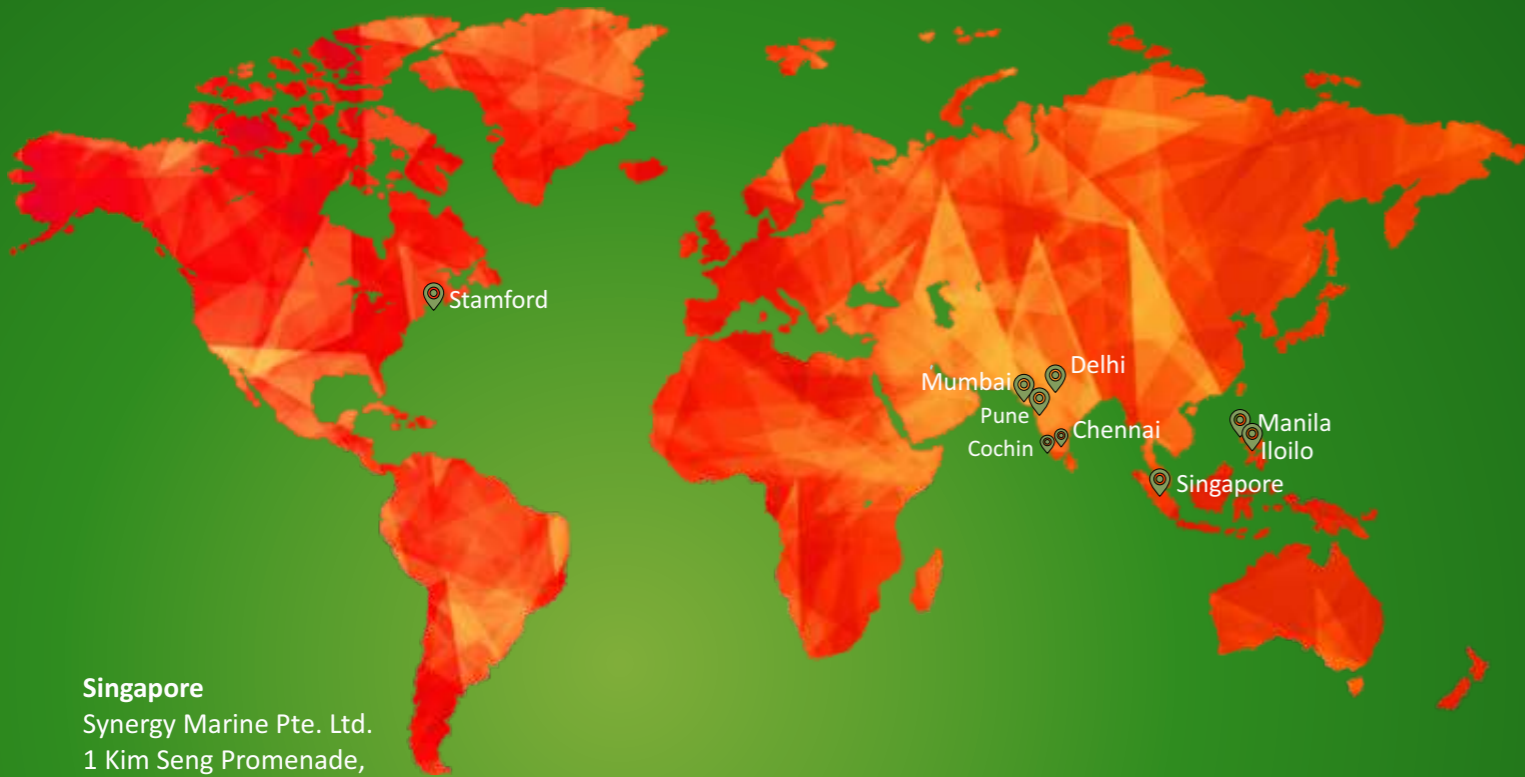 Stamford
Delhi
Mumbai
Pune
Chennai
Cochin
Manila
Iloilo
Singapore
Singapore
Synergy Marine Pte. Ltd.
1 Kim Seng Promenade,